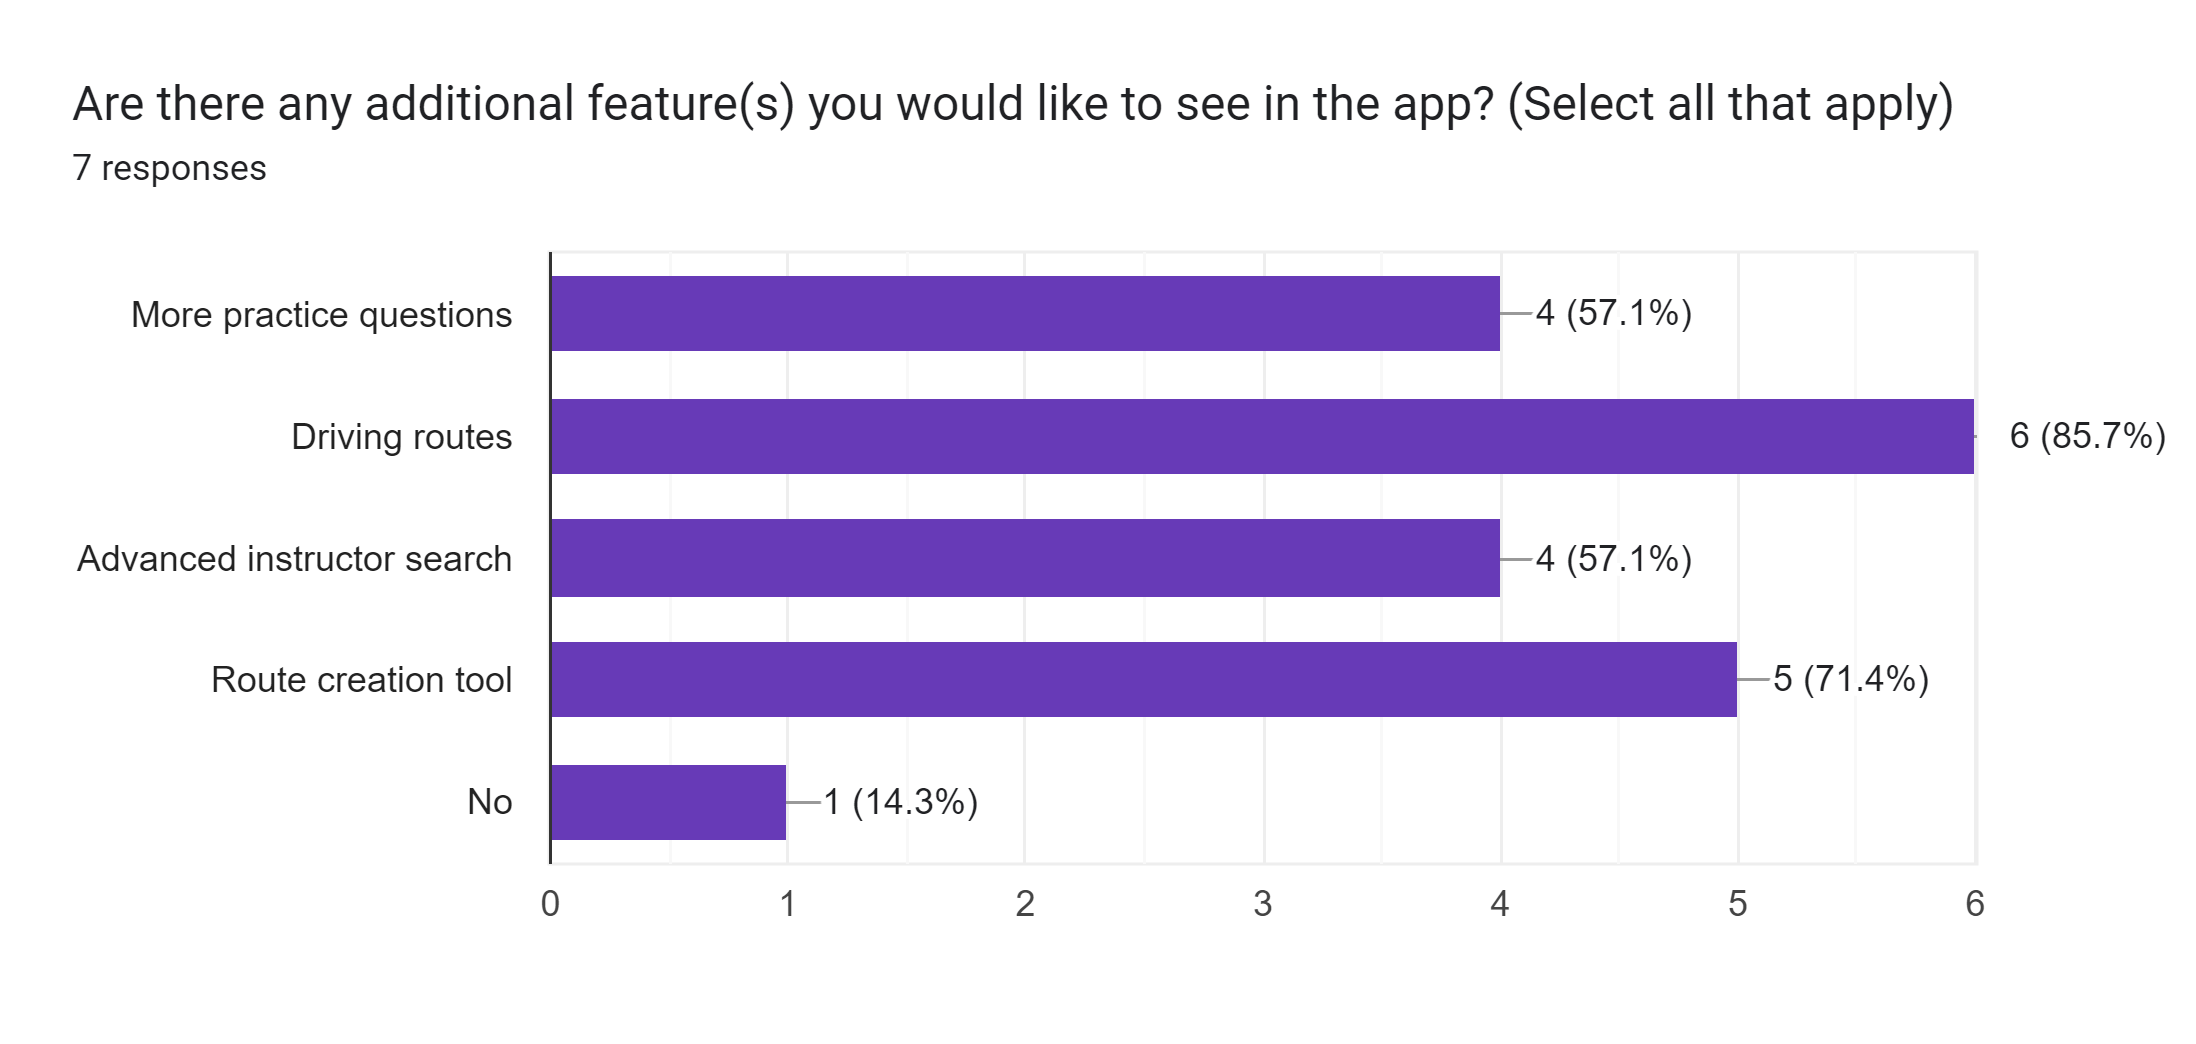 Are there any additional feature(s) you would like to see in the app? (Select all that apply)
7 responses
More practice questions
4 (57.1%)
Driving routes
6 (85.7%)
Advanced instructor search
4 (57.1%)
Route creation tool
5 (71.4%)
No
1 (14.3%)
0 1 2 3 4 5 6